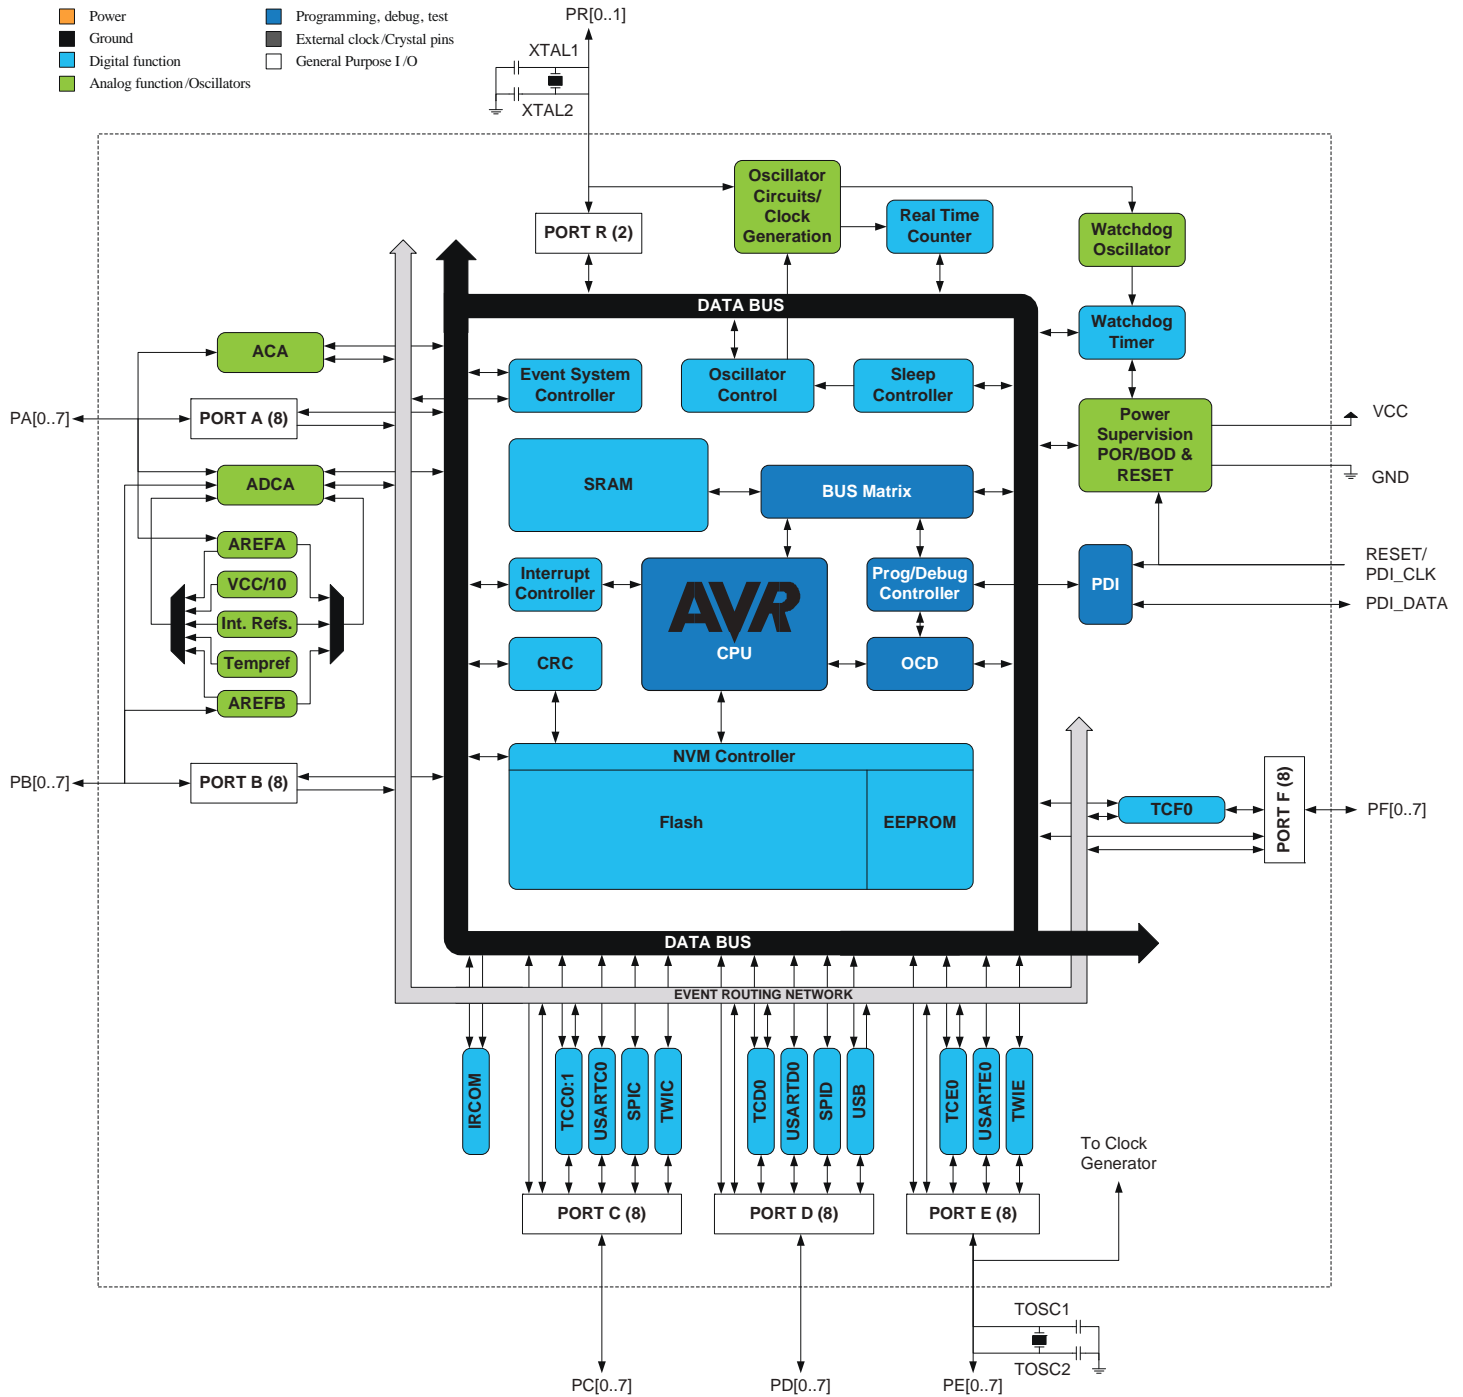 Power
Ground
Digital function
Analog function/Oscillators
Programming, debug, test
External clock/Crystal pins
General Purpose I/O
PR[0..1]
XTAL1
XTAL2
Oscillator
Circuits/
Clock
Generation
Real Time
Counter
Watchdog
Oscillator
PORT R (2)
DATA BUS
Watchdog
Timer
ACA
Event System
Controller
Oscillator
Control
Sleep
Controller
PA[0..7]
PORT A (8)
Power
Supervision
POR/BOD &
RESET
VCC
GND
ADCA
SRAM
BUS Matrix
AREFA
VCC/10
Int. Refs.
Tempref
AREFB
Interrupt
Controller
AVR
CPU
Prog/Debug
Controller
PDI
RESET/
PDI_CLK
PDI_DATA
CRC
OCD
PB[0..7]
PORT B (8)
NVM Controller
Flash
EEPROM
TCF0
PORT F (8)
PF[0..7]
DATA BUS
EVENT ROUTING NETWORK
IRCOM
TCC0:1
USARTC0
SPIC
TWIC
TCD0
USARTD0
SPID
USB
TCE0
USARTE0
TWIE
To Clock
Generator
PORT C (8)
PORT D (8)
PORT E (8)
TOSC1
TOSC2
PC[0..7]
PD[0..7]
PE[0..7]